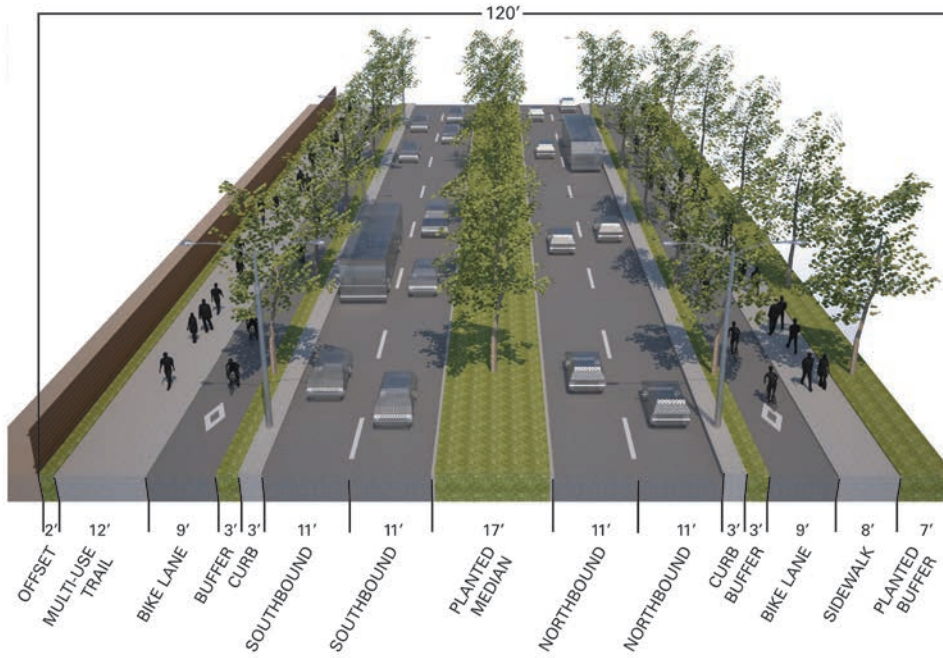 120'
2'
12'
9'
3'
3'
11'
11'
17'
11'
11'
3'
3'
9'
8'
7'
OFFSET
MULTI-USE
TRAIL
BIKE LANE
BUFFER
CURB
SOUTHBOUND
SOUTHBOUND
PLANTED
MEDIAN
NORTHBOUND
NORTHBOUND
CURB
BUFFER
BIKE LANE
SIDEWALK
PLANTED
BUFFER